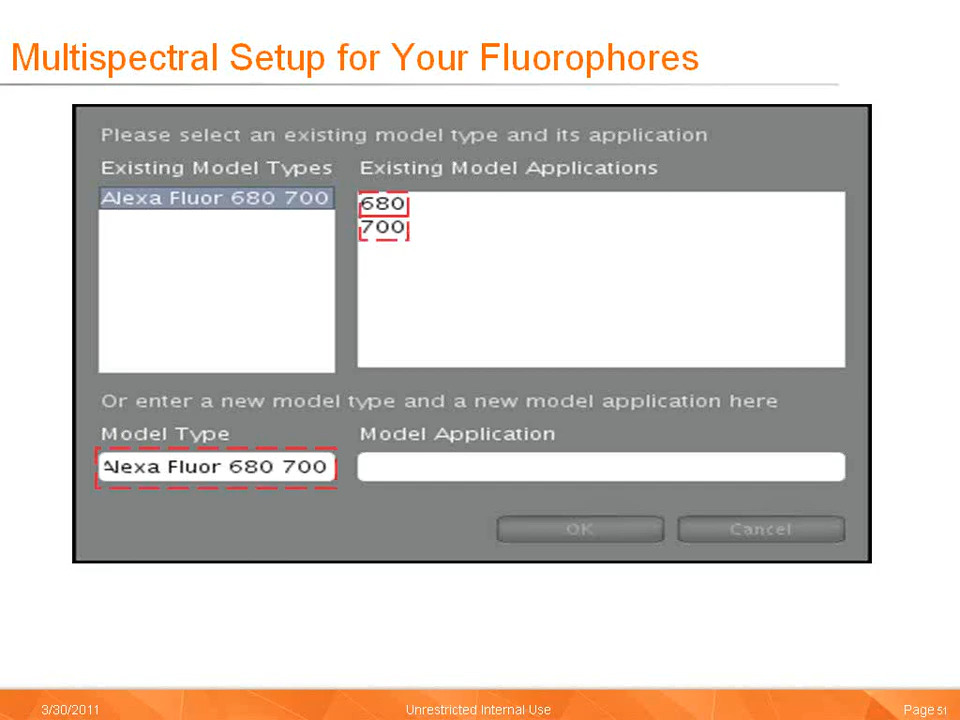 Multispectral Setup for Your Fluorophores
Please select an existing model type and its application
Existing Model Types
Existing Model Applications
Alexa Fluor 680 700
680
700
Or enter a new model type and a new model application here
Model Type
Model Application
Alexa Fluor 680 700
OK
Cancel
3/30/2011
Unrestricted Internal Use
Page 51